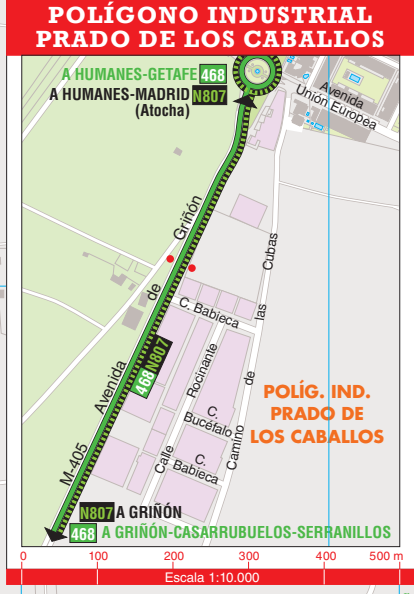 POLÍGONO INDUSTRIAL
PRADO DE LOS CABALLOS
A HUMANES-GETAFE 468
A HUMANES-MADRID N807
(Atocha)
Avenida
Unión Europea
Avenida de Griñón
M-405
468 N807
C. Babieca
Calle Rocinante
C. Bucéfalo
C. Babieca
Camino de las Cubas
POLÍG. IND.
PRADO DE
LOS CABALLOS
N807 A GRIÑÓN
468 A GRIÑÓN-CASARRUBUELOS-SERRANILLOS
0 100 200 300 400 500 m
Escala 1:10.000